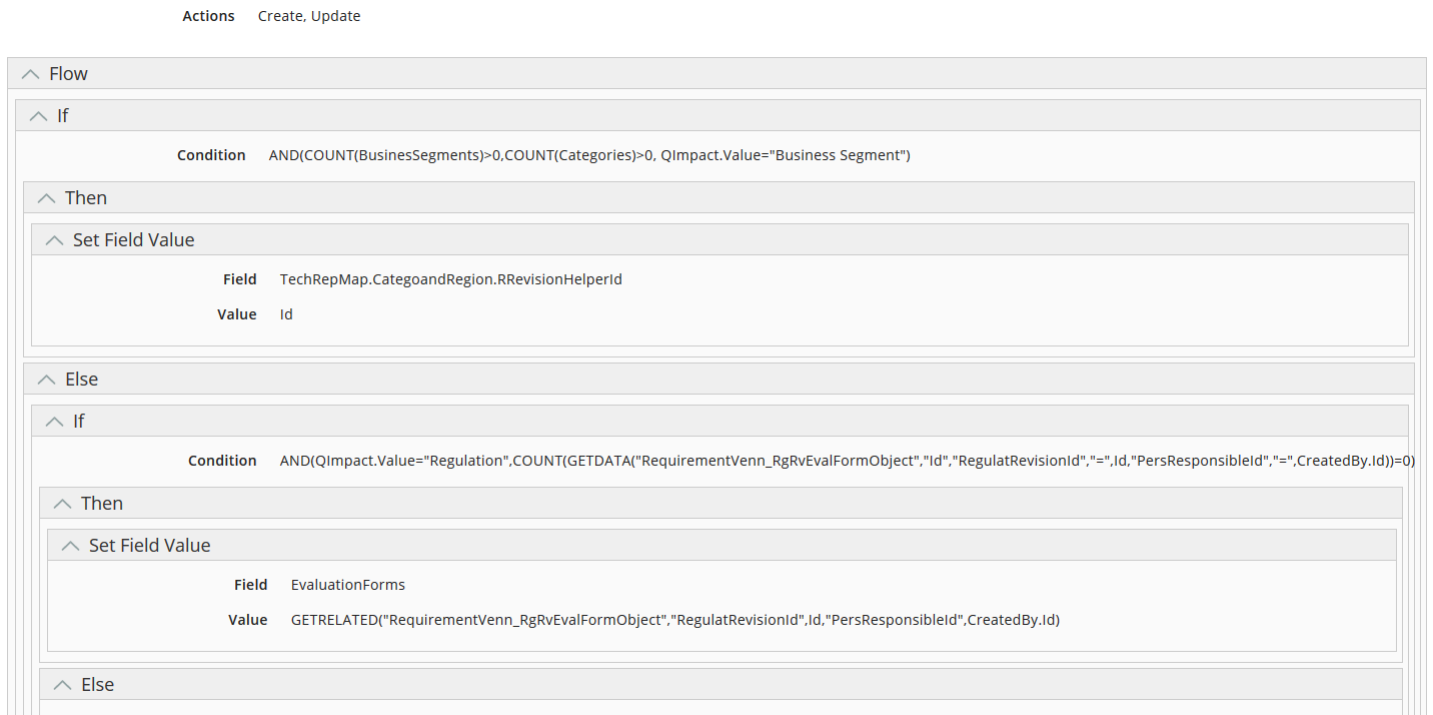 Actions Create, Update
Flow
If
Condition AND(COUNT(BusinesSegments)>0,COUNT(Categories)>0, QImpact.Value="Business Segment")
Then
Set Field Value
Field TechRepMap.CategoandRegion.RRevisionHelperId
Value Id
Else
If
Condition AND(QImpact.Value="Regulation",COUNT(GETDATA("RequirementVenn_RgRvEvalFormObject","Id","RegulatRevisionId","=",Id,"PersResponsibleId","=",CreatedBy.Id))=0)
Then
Set Field Value
Field EvaluationForms
Value GETRELATED("RequirementVenn_RgRvEvalFormObject","RegulatRevisionId",Id,"PersResponsibleId",CreatedBy.Id)
Else